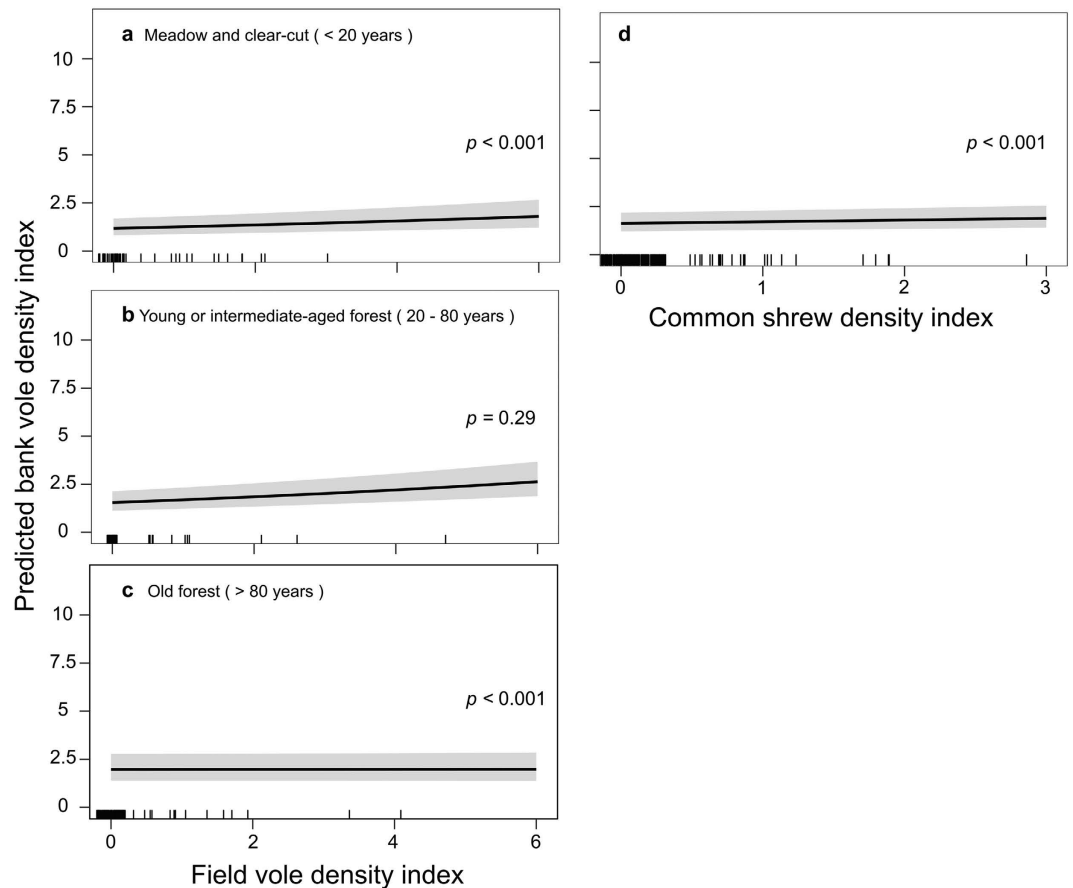 Predicted bank vole density index
a Meadow and clear-cut ( < 20 years )
10
7.5
5
2.5
0
p < 0.001
b Young or intermediate-aged forest ( 20 - 80 years )
10
7.5
5
2.5
0
p = 0.29
c Old forest ( > 80 years )
10
7.5
5
2.5
0
p < 0.001
0 2 4 6
Field vole density index
d
p < 0.001
0 1 2 3
Common shrew density index